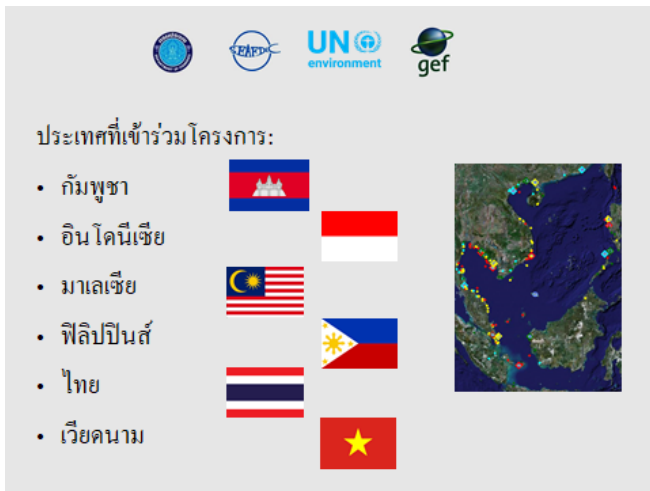 SEAFDEC
UN
environment
gef
ประเทศที่เข้าร่วมโครงการ:
• กัมพูชา
• อินโดนีเซีย
• มาเลเซีย
• ฟิลิปปินส์
• ไทย
• เวียดนาม